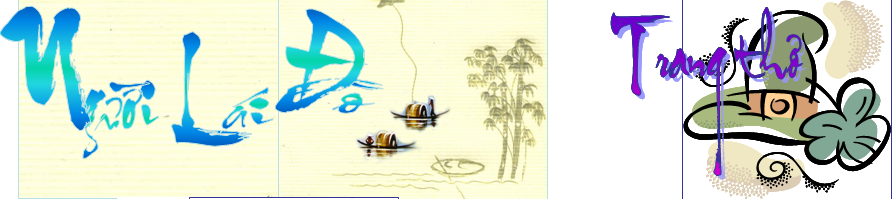 Người Lái Đò
Trang thơ